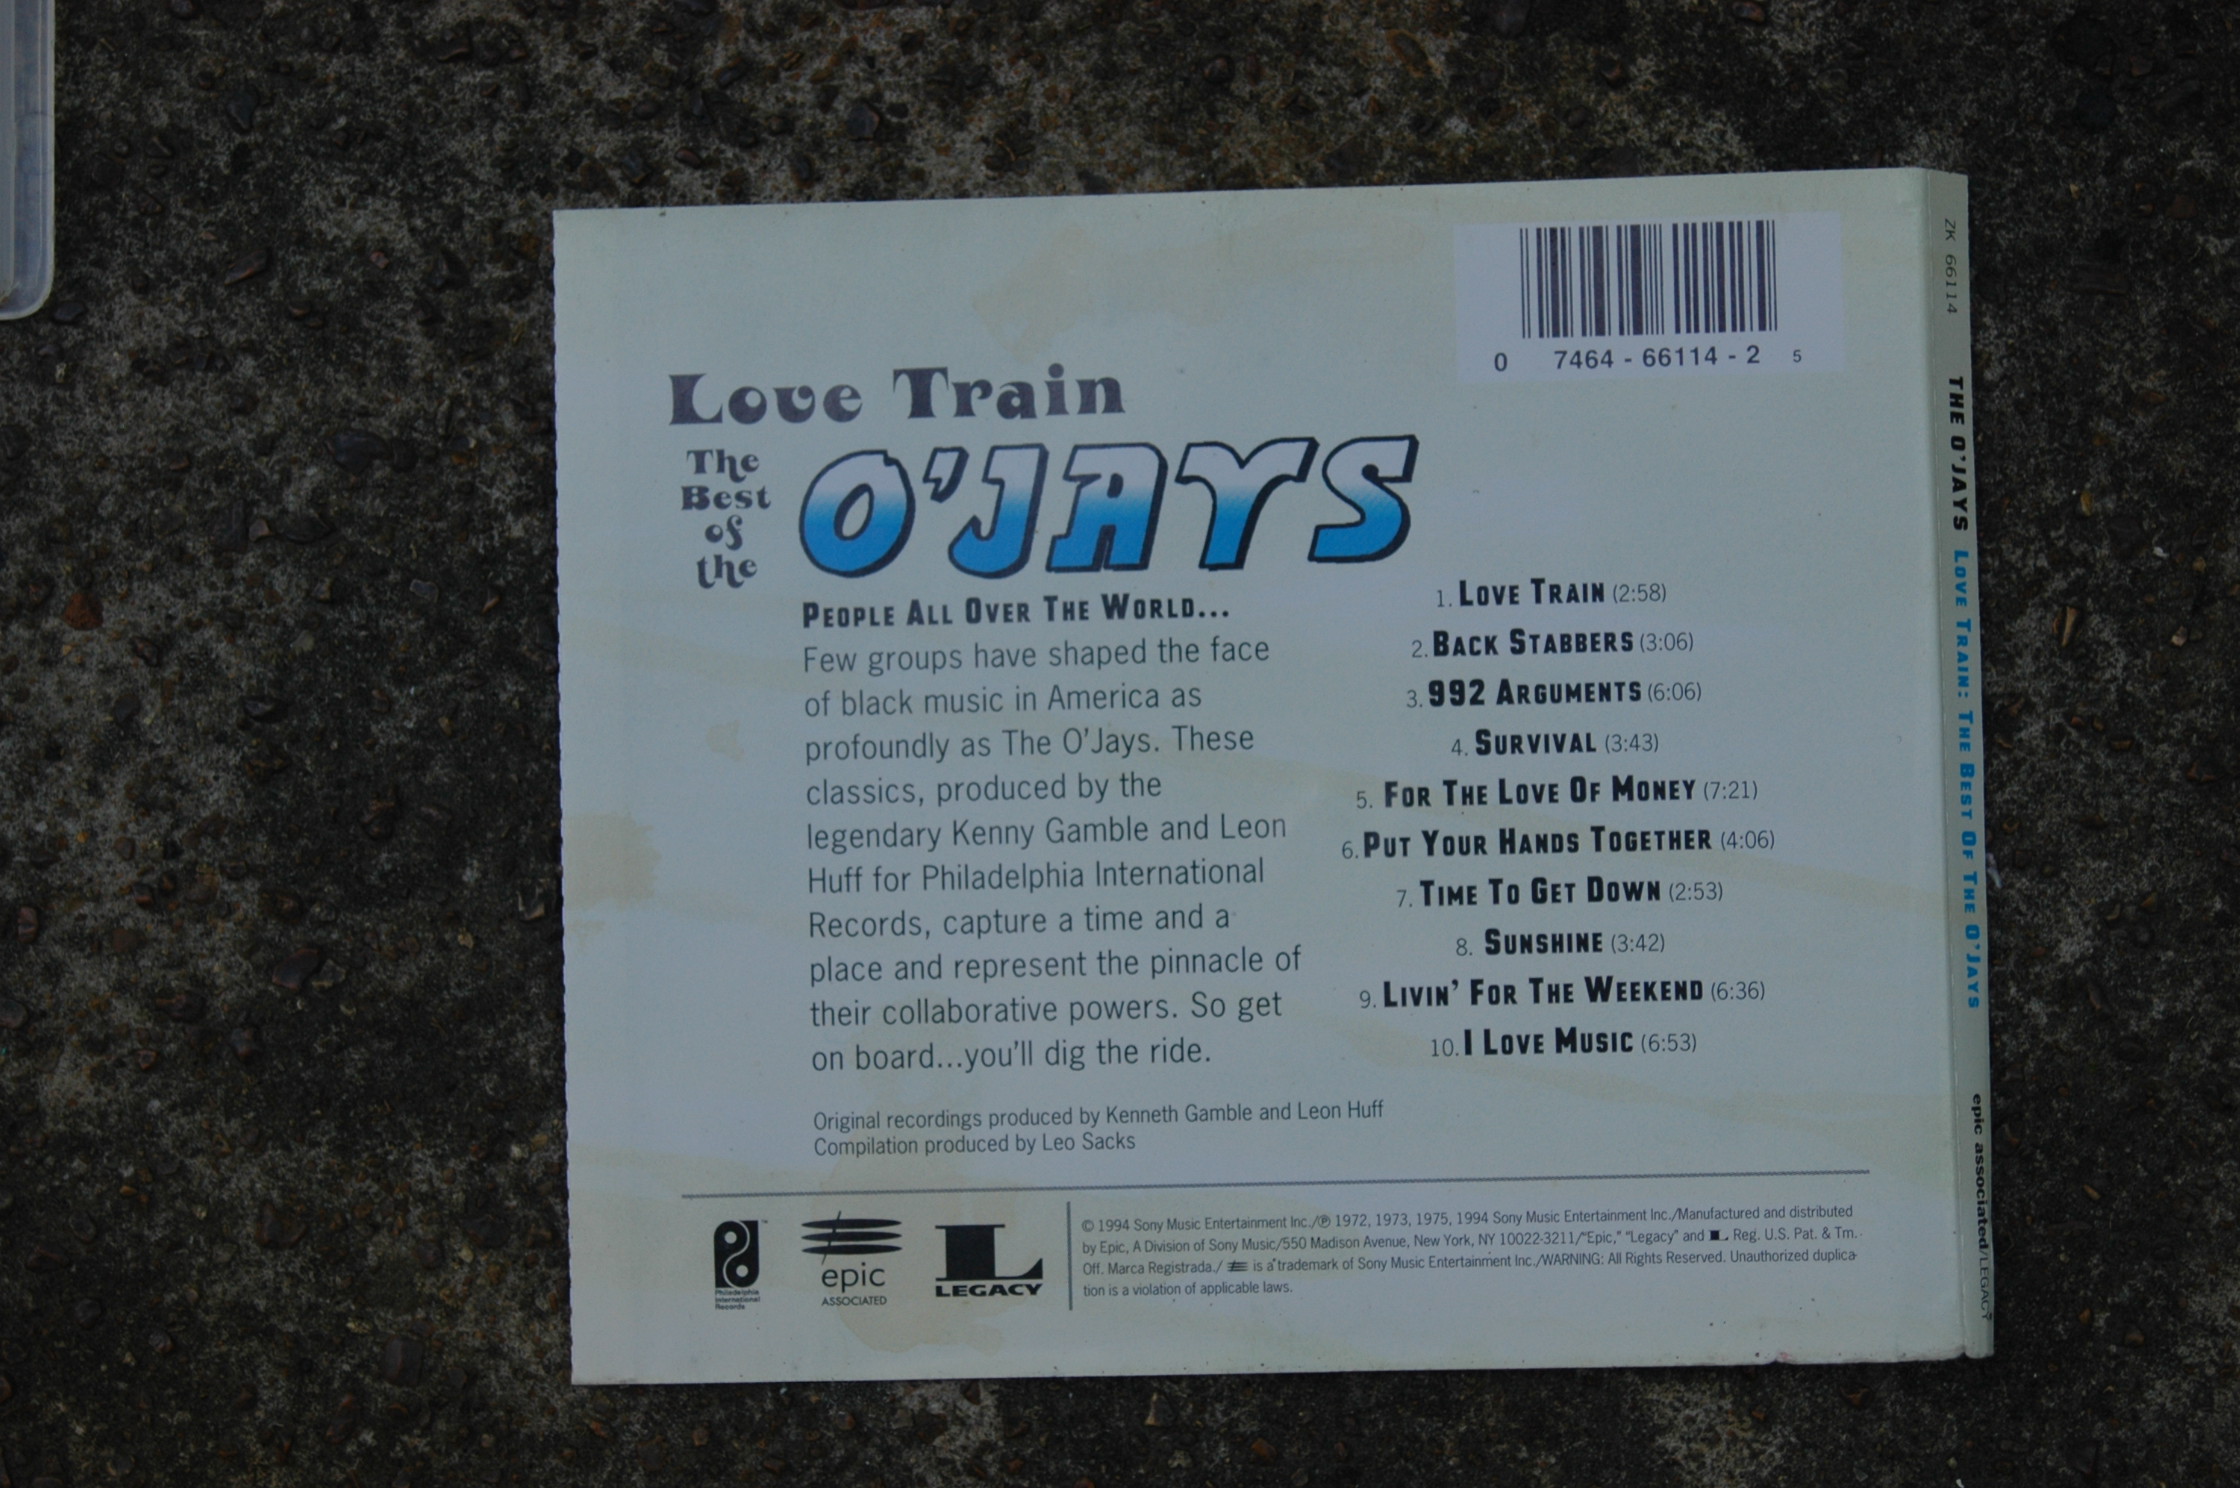 ZK 66114 THE O'JAYS LOVE TRAIN: THE BEST OF THE O'JAYS epic associated/LEGACY
0 7464-66114-2 5
Love Train
The
Best
of
the
O'JAYS
PEOPLE ALL OVER THE WORLD...
Few groups have shaped the face
of black music in America as
profoundly as The O'Jays. These
classics, produced by the
legendary Kenny Gamble and Leon
Huff for Philadelphia International
Records, capture a time and a
place and represent the pinnacle of
their collaborative powers. So get
on board...you'll dig the ride.
1. LOVE TRAIN (2:58)
2. BACK STABBERS (3:06)
3. 992 ARGUMENTS (6:06)
4. SURVIVAL (3:43)
5. FOR THE LOVE OF MONEY (7:21)
6. PUT YOUR HANDS TOGETHER (4:06)
7. TIME TO GET DOWN (2:53)
8. SUNSHINE (3:42)
9. LIVIN' FOR THE WEEKEND (6:36)
10. I LOVE MUSIC (6:53)
Original recordings produced by Kenneth Gamble and Leon Huff
Compilation produced by Leo Sacks
Philadelphia
International
Records
epic
ASSOCIATED
L
LEGACY
© 1994 Sony Music Entertainment Inc./℗ 1972, 1973, 1975, 1994 Sony Music Entertainment Inc./Manufactured and distributed
by Epic, A Division of Sony Music/550 Madison Avenue, New York, NY 10022-3211/"Epic," "Legacy" and L, Reg. U.S. Pat. & Tm.
Off. Marca Registrada./ is a trademark of Sony Music Entertainment Inc./WARNING: All Rights Reserved. Unauthorized duplica-
tion is a violation of applicable laws.